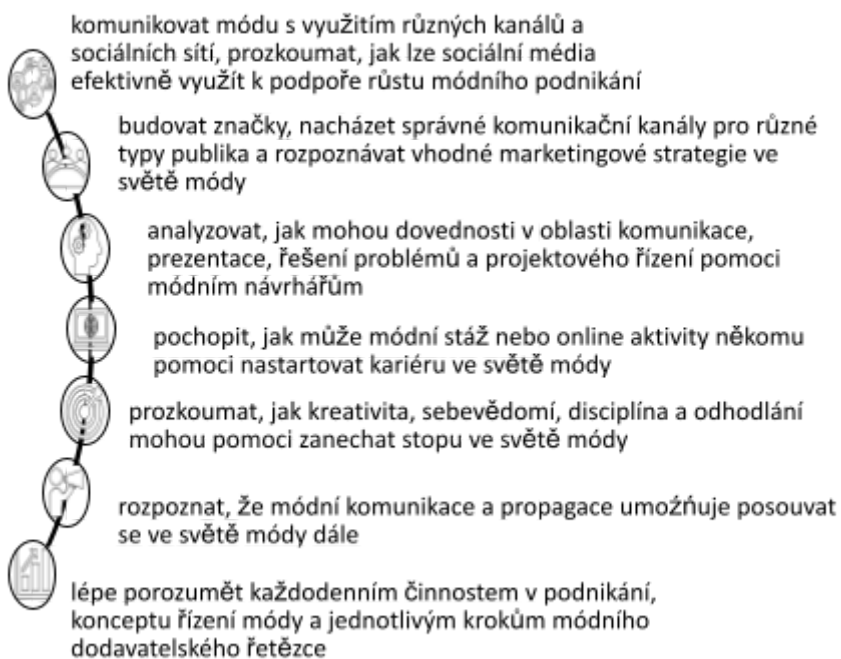 komunikovat módu s využitím různých kanálů a
sociálních sítí, prozkoumat, jak lze sociální média
efektivně využít k podpoře růstu módního podnikání
budovat značky, nacházet správné komunikační kanály pro různé
typy publika a rozpoznávat vhodné marketingové strategie ve
světě módy
analyzovat, jak mohou dovednosti v oblasti komunikace,
prezentace, řešení problémů a projektového řízení pomoci
módním návrhářům
pochopit, jak může módní stáž nebo online aktivity někomu
pomoci nastartovat kariéru ve světě módy
prozkoumat, jak kreativita, sebevědomí, disciplína a odhodlání
mohou pomoci zanechat stopu ve světě módy
rozpoznat, že módní komunikace a propagace umožńuje posouvat
se ve světě módy dále
lépe porozumět každodenním činnostem v podnikání,
konceptu řízení módy a jednotlivým krokům módního
dodavatelského řetězce